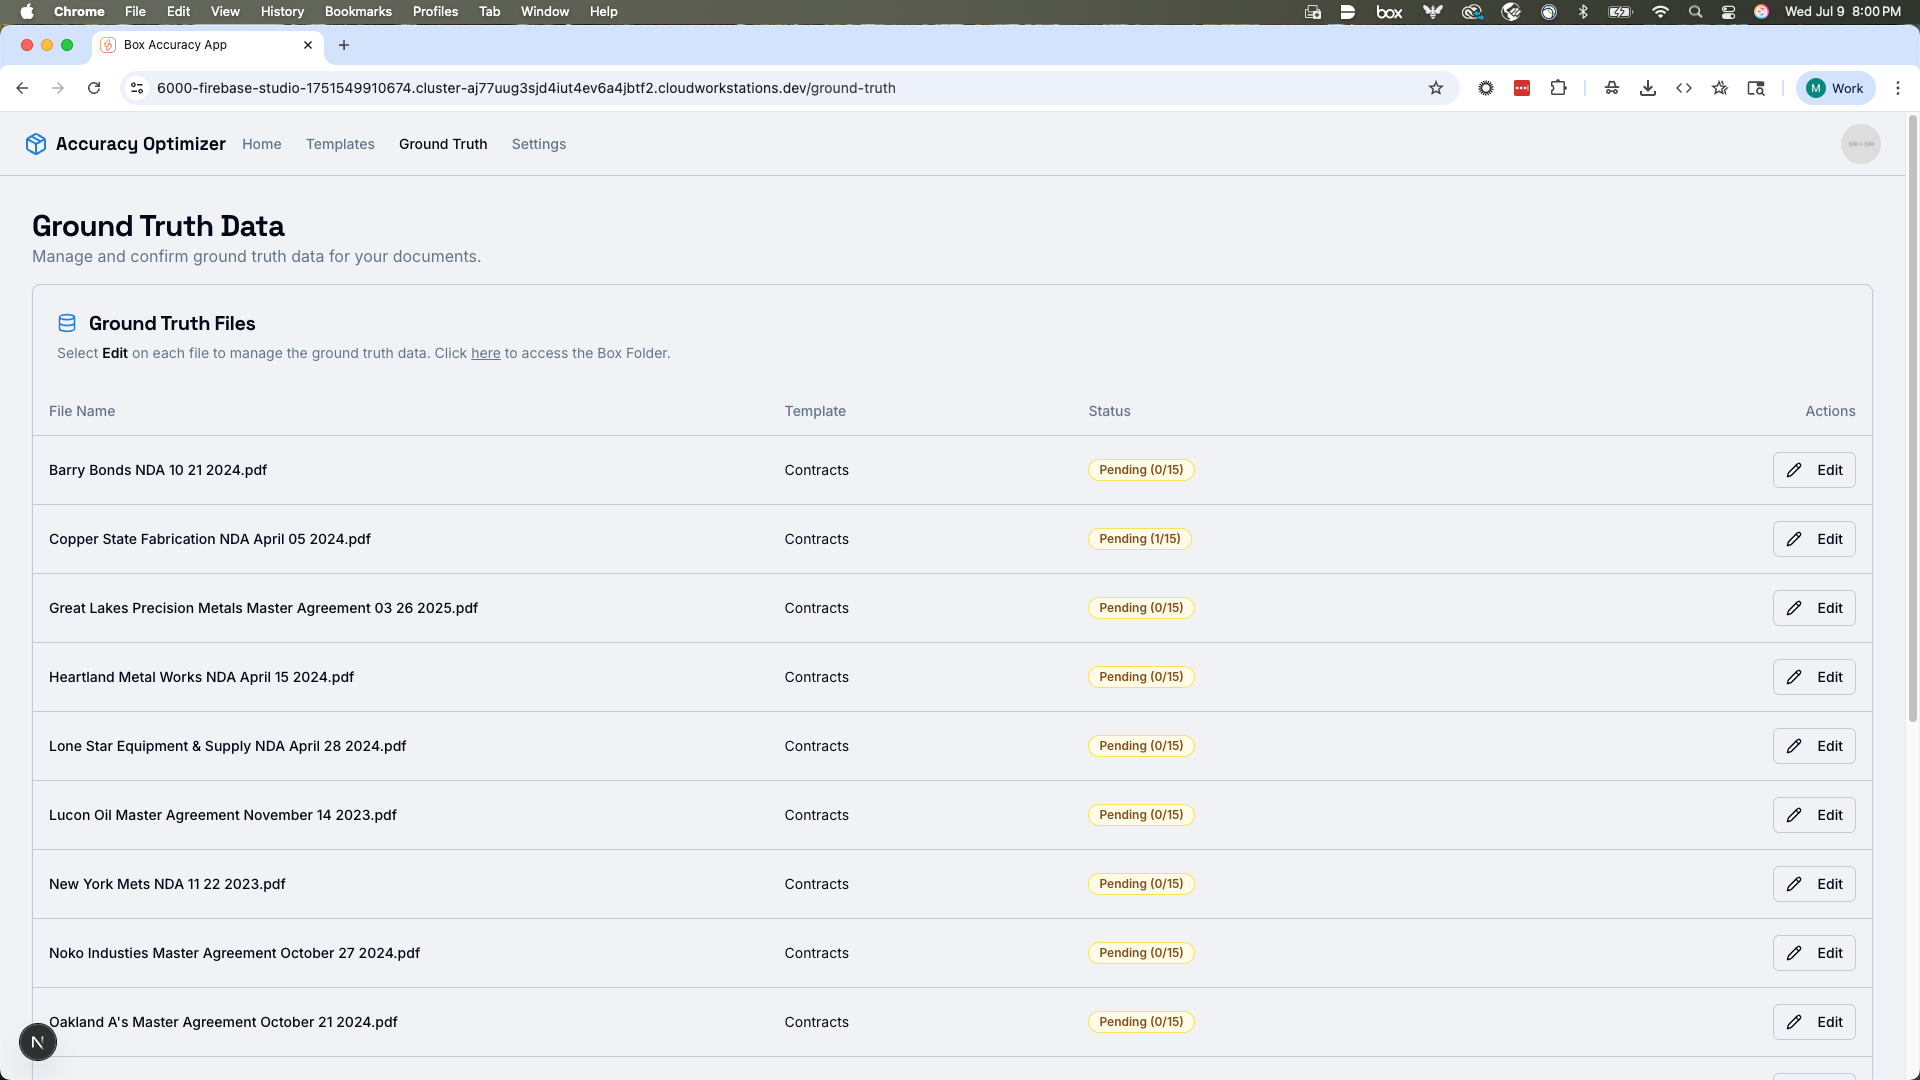 Chrome File Edit View History Bookmarks Profiles Tab Window Help box Wed Jul 9 8:00 PM
Box Accuracy App
6000-firebase-studio-1751549910674.cluster-aj77uug3sjd4iut4ev6a4jbtf2.cloudworkstations.dev/ground-truth M Work
Accuracy Optimizer Home Templates Ground Truth Settings
Ground Truth Data
Manage and confirm ground truth data for your documents.
Ground Truth Files
Select Edit on each file to manage the ground truth data. Click here to access the Box Folder.
File Name Template Status Actions
Barry Bonds NDA 10 21 2024.pdf Contracts Pending (0/15) Edit
Copper State Fabrication NDA April 05 2024.pdf Contracts Pending (1/15) Edit
Great Lakes Precision Metals Master Agreement 03 26 2025.pdf Contracts Pending (0/15) Edit
Heartland Metal Works NDA April 15 2024.pdf Contracts Pending (0/15) Edit
Lone Star Equipment & Supply NDA April 28 2024.pdf Contracts Pending (0/15) Edit
Lucon Oil Master Agreement November 14 2023.pdf Contracts Pending (0/15) Edit
New York Mets NDA 11 22 2023.pdf Contracts Pending (0/15) Edit
Noko Industies Master Agreement October 27 2024.pdf Contracts Pending (0/15) Edit
Oakland A's Master Agreement October 21 2024.pdf Contracts Pending (0/15) Edit
N